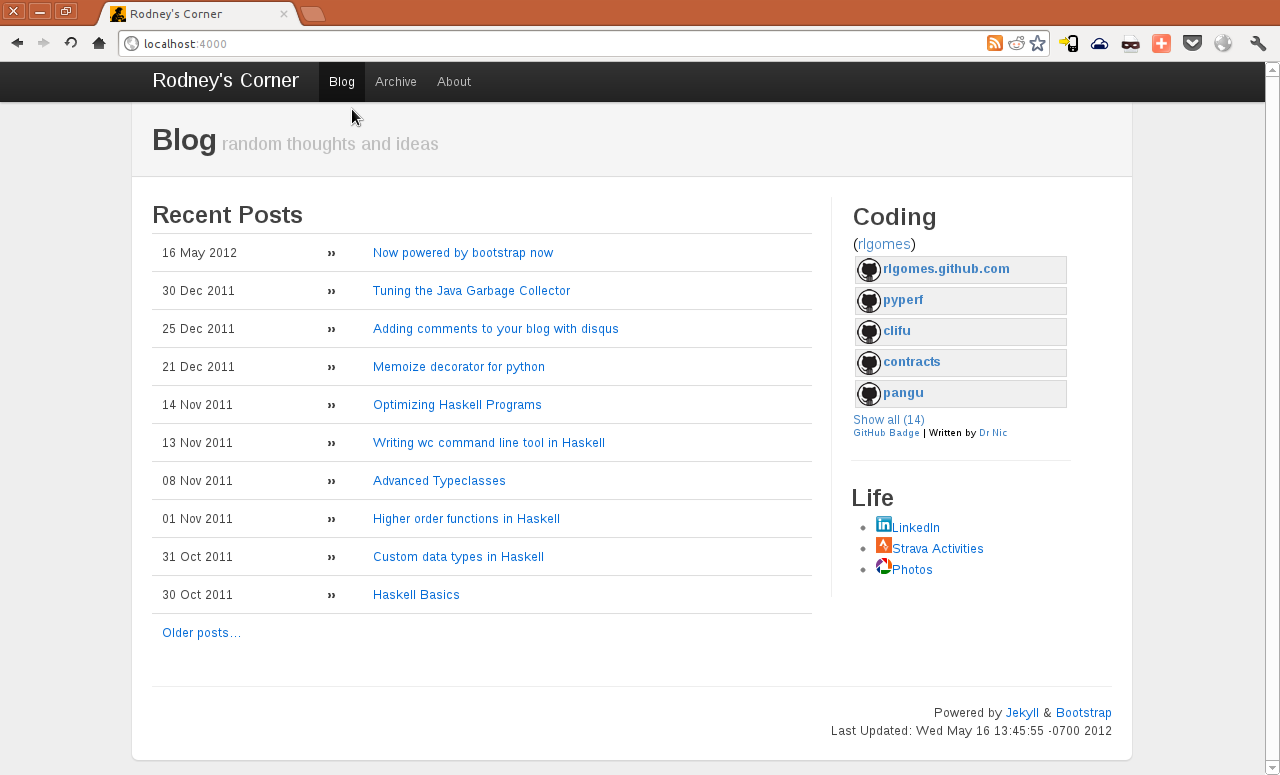 Rodney's Corner
localhost:4000
Rodney's Corner Blog Archive About
Blog random thoughts and ideas
Recent Posts
16 May 2012 ›› Now powered by bootstrap now
30 Dec 2011 ›› Tuning the Java Garbage Collector
25 Dec 2011 ›› Adding comments to your blog with disqus
21 Dec 2011 ›› Memoize decorator for python
14 Nov 2011 ›› Optimizing Haskell Programs
13 Nov 2011 ›› Writing wc command line tool in Haskell
08 Nov 2011 ›› Advanced Typeclasses
01 Nov 2011 ›› Higher order functions in Haskell
31 Oct 2011 ›› Custom data types in Haskell
30 Oct 2011 ›› Haskell Basics
Older posts...
Coding
(rlgomes)
rlgomes.github.com
pyperf
clifu
contracts
pangu
Show all (14)
GitHub Badge | Written by Dr Nic
Life
LinkedIn
Strava Activities
Photos
Powered by Jekyll & Bootstrap
Last Updated: Wed May 16 13:45:55 -0700 2012